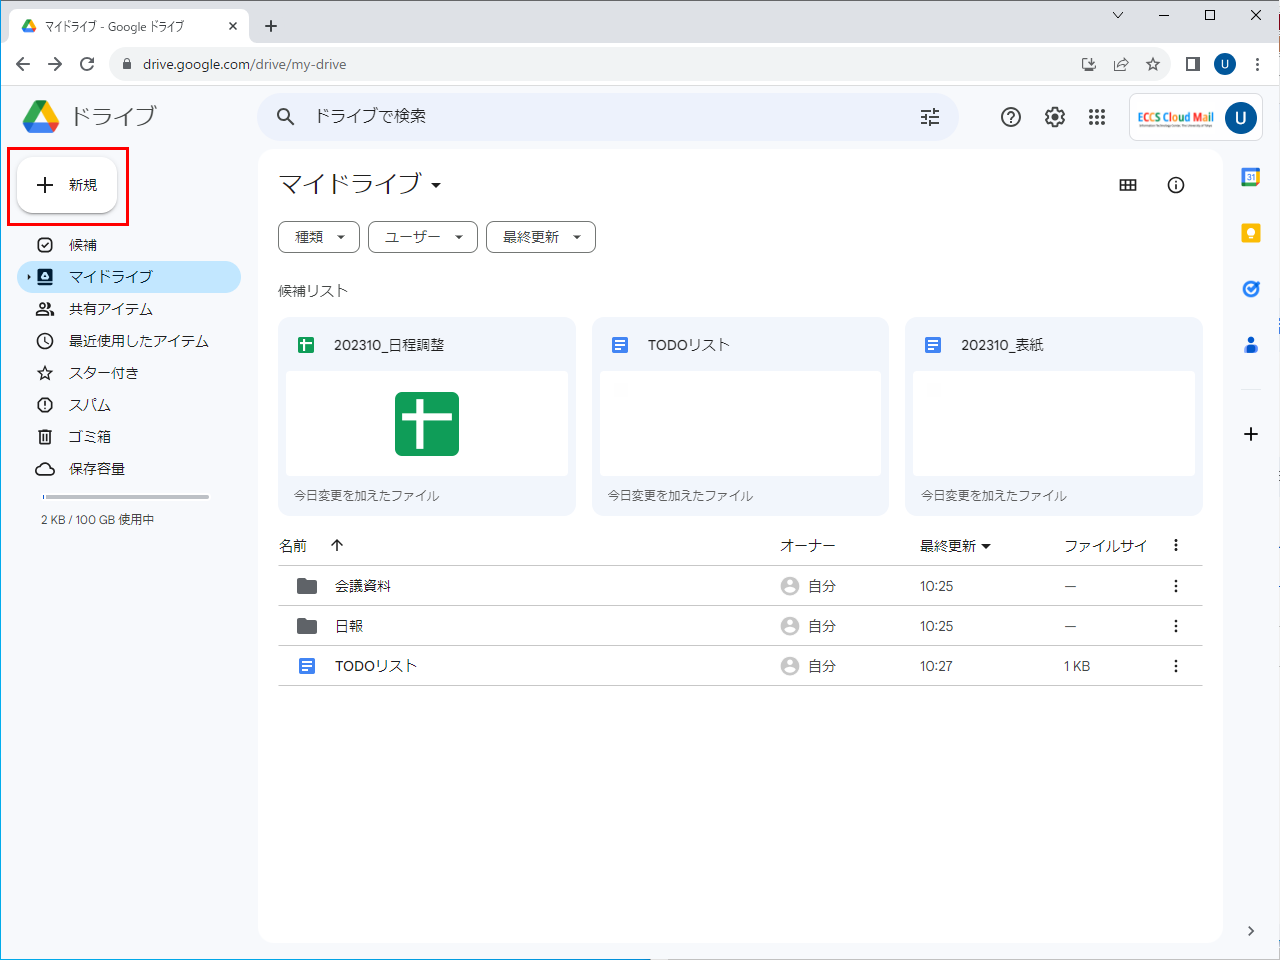 マイドライブ - Google ドライブ
drive.google.com/drive/my-drive
U
ドライブ
ドライブで検索
ECCS Cloud Mail
Information Technology Center, The University of Tokyo
U
新規
マイドライブ
31
種類
ユーザー
最終更新
候補
マイドライブ
共有アイテム
最近使用したアイテム
スター付き
スパム
ゴミ箱
保存容量
2 KB / 100 GB 使用中
候補リスト
202310_日程調整
TODOリスト
202310_表紙
今日変更を加えたファイル
今日変更を加えたファイル
今日変更を加えたファイル
名前
オーナー
最終更新
ファイルサイ
会議資料
自分
10:25
—
日報
自分
10:25
—
TODOリスト
自分
10:27
1 KB